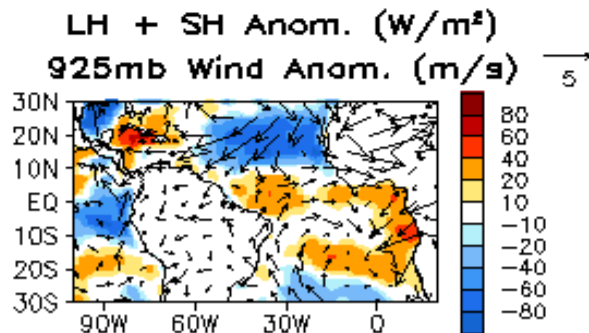 LH + SH Anom. (W/m²)
925mb Wind Anom. (m/s)
5
30N
20N
10N
EQ
10S
20S
30S
90W
60W
30W
0
80
60
40
20
10
−10
−20
−40
−60
−80